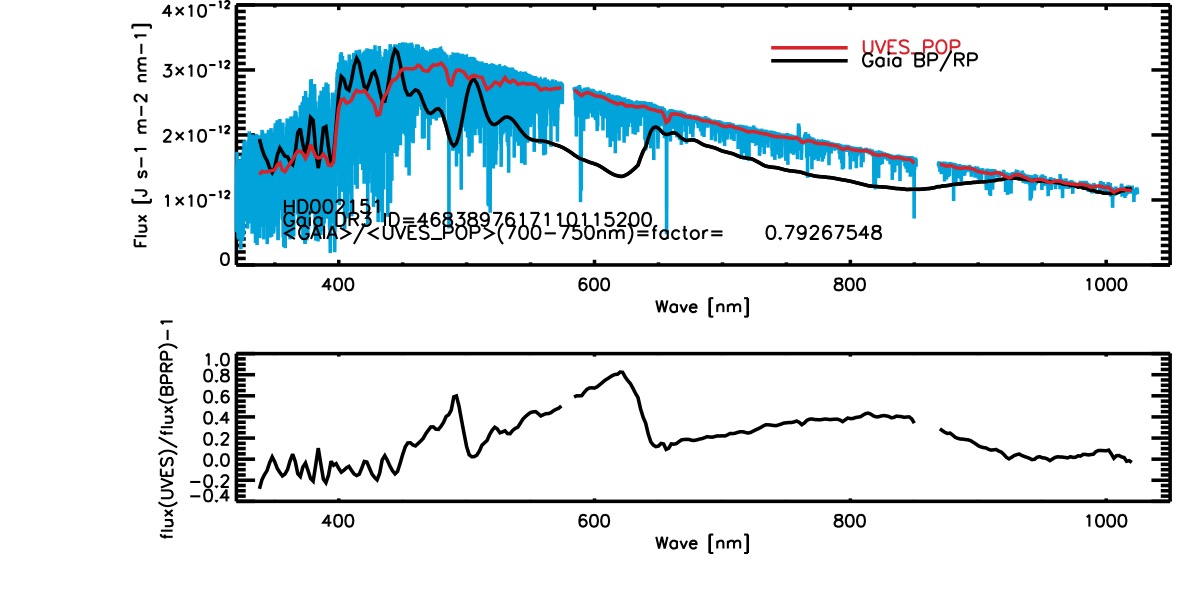 4×10−12
3×10−12
2×10−12
1×10−12
0
Flux [J s−1 m−2 nm−1]
UVES_POP
Gaia BP/RP
HD002151
Gaia DR3 ID=4683897617110115200
<GAIA>/<UVES_POP>(700−750nm)=factor= 0.79267548
400 600 800 1000
Wave [nm]
flux(UVES)/flux(BPRP)−1
1.0
0.8
0.6
0.4
0.2
0.0
−0.2
−0.4
400 600 800 1000
Wave [nm]